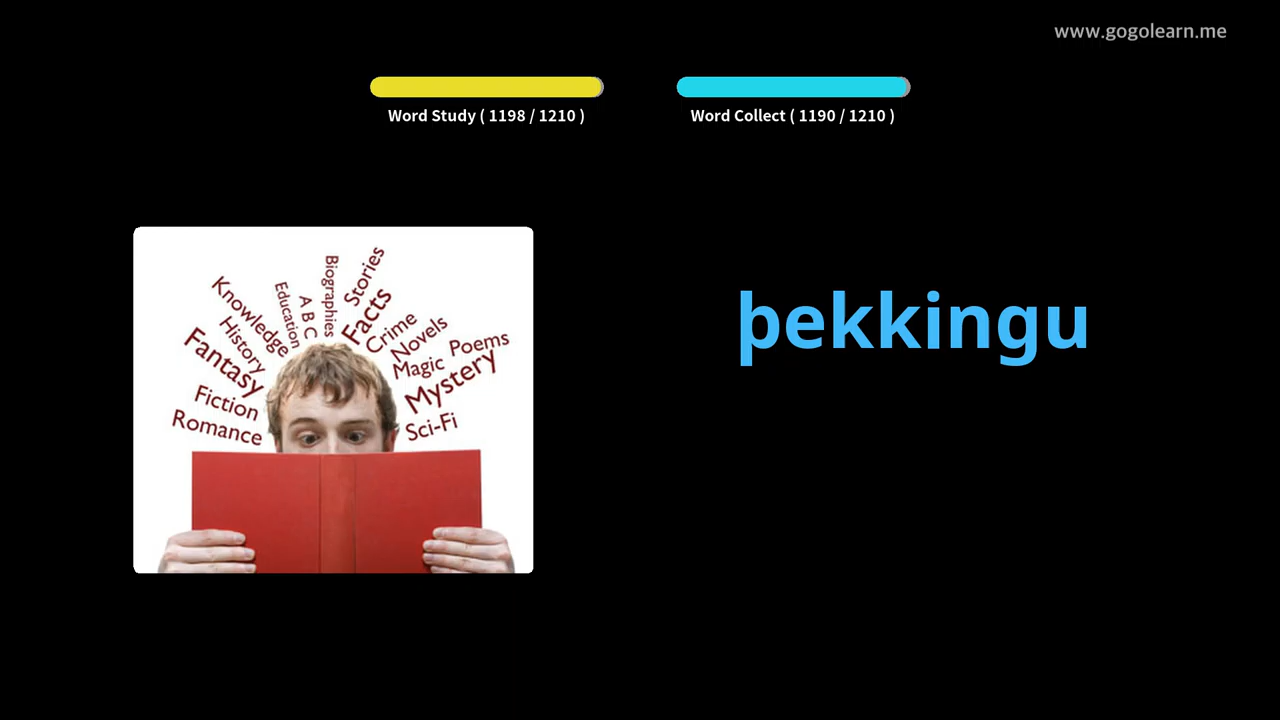 www.gogolearn.me
Word Study ( 1198 / 1210 )
Word Collect ( 1190 / 1210 )
þekkingu
Knowledge
Education
A B C
Biographies
Stories
Facts
History
Crime
Novels
Fantasy
Magic
Poems
Mystery
Fiction
Romance
Sci-Fi